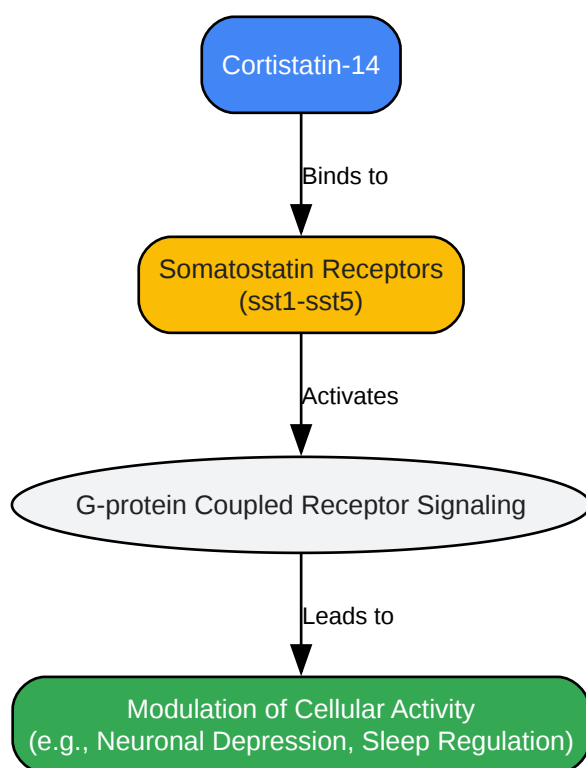 Cortistatin-14
Binds to
Somatostatin Receptors
(sst1-sst5)
Activates
G-protein Coupled Receptor Signaling
Leads to
Modulation of Cellular Activity
(e.g., Neuronal Depression, Sleep Regulation)